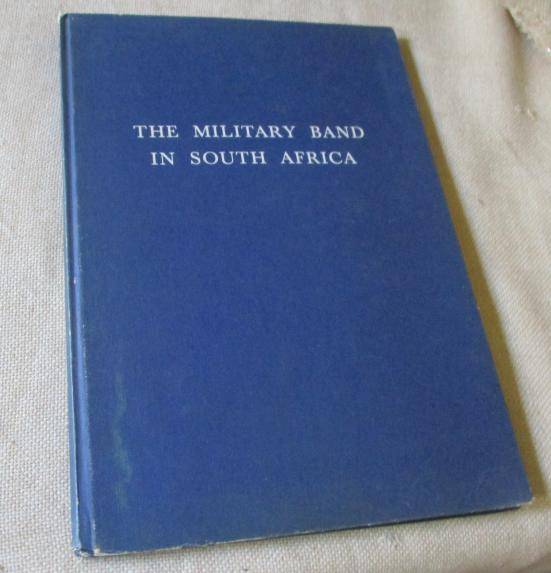 THE MILITARY BAND
IN SOUTH AFRICA